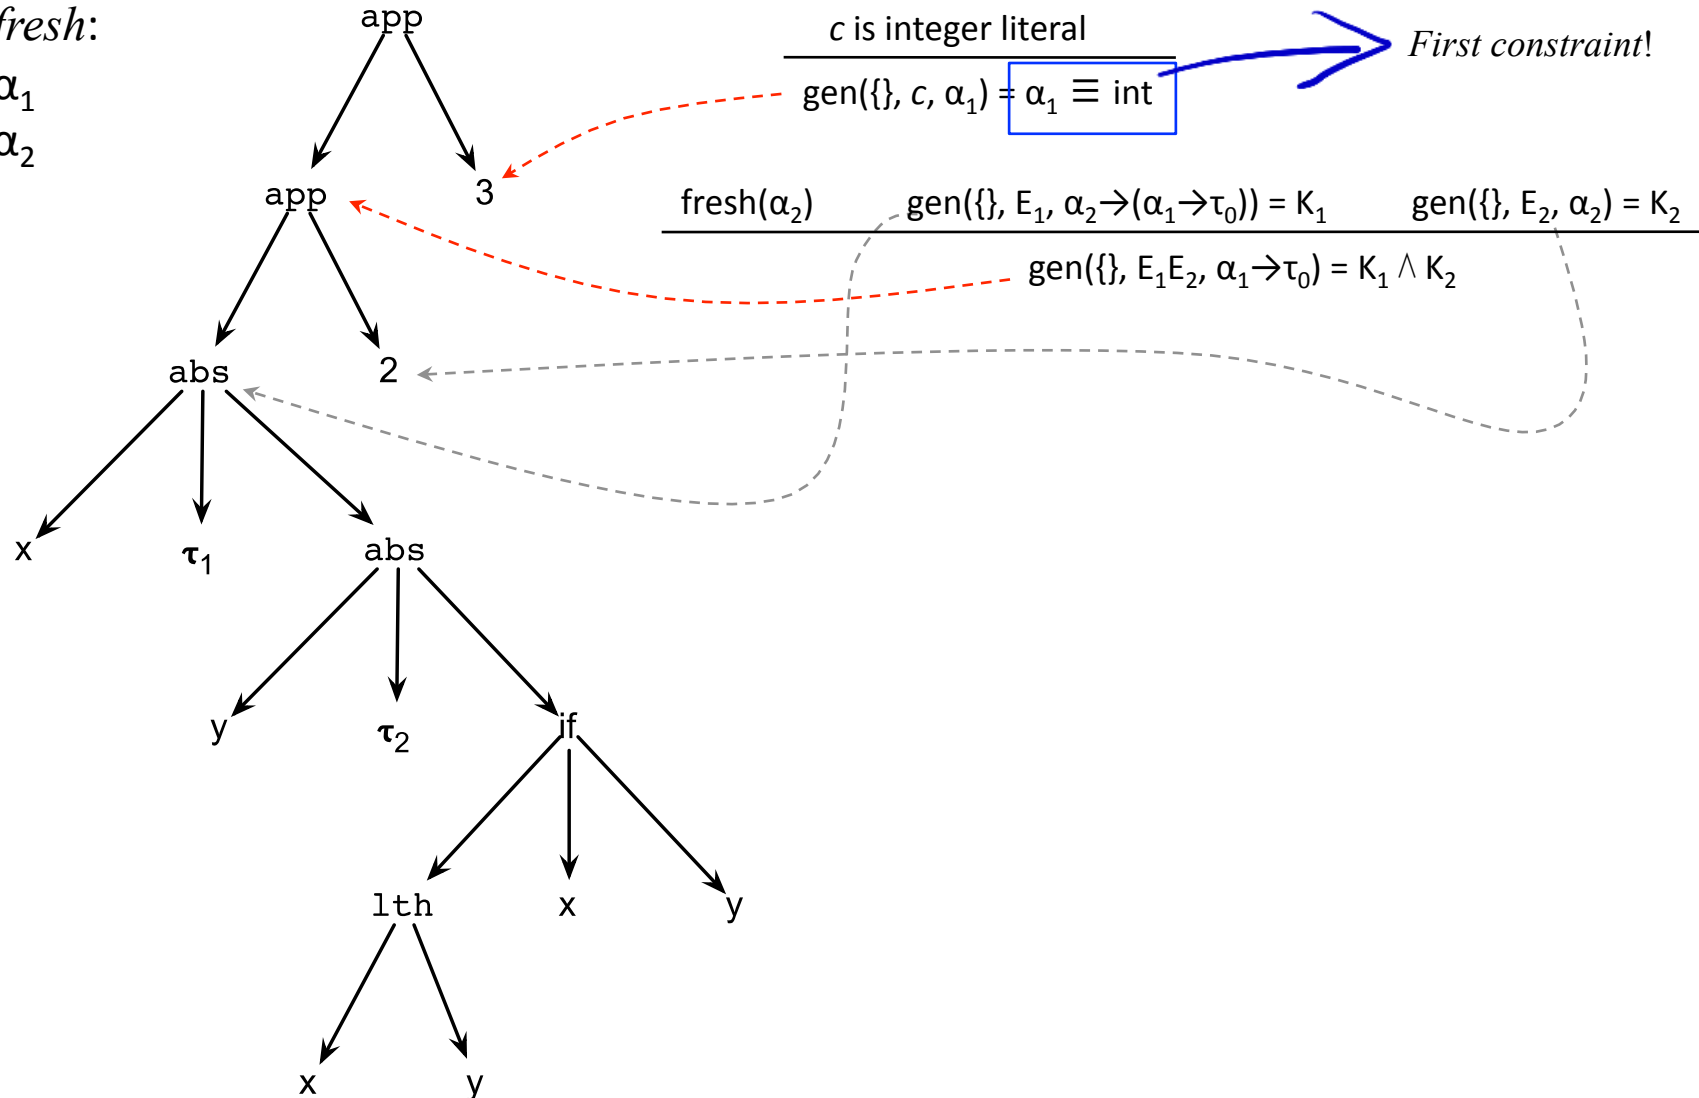 fresh:
α₁
α₂
app
c is integer literal
gen({}, c, α₁) = α₁ ≡ int
First constraint!
app
3
fresh(α₂) gen({}, E₁, α₂→(α₁→τ₀)) = K₁ gen({}, E₂, α₂) = K₂
gen({}, E₁E₂, α₁→τ₀) = K₁ ∧ K₂
abs
2
x
τ₁
abs
y
τ₂
if
lth
x
y
x
y